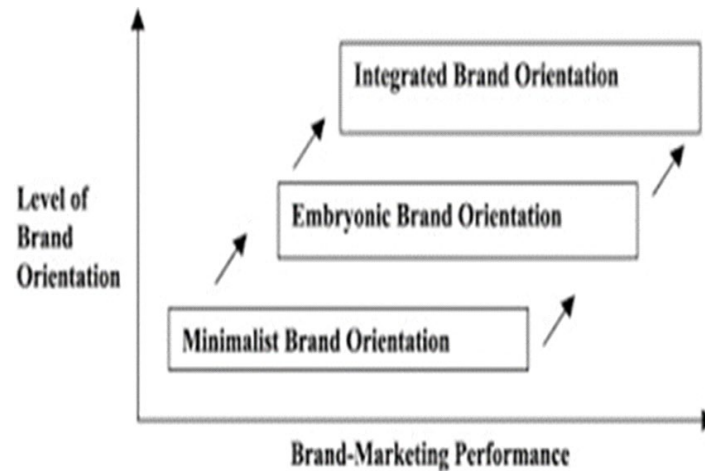 Integrated Brand Orientation
Level of
Brand
Orientation
Embryonic Brand Orientation
Minimalist Brand Orientation
Brand-Marketing Performance